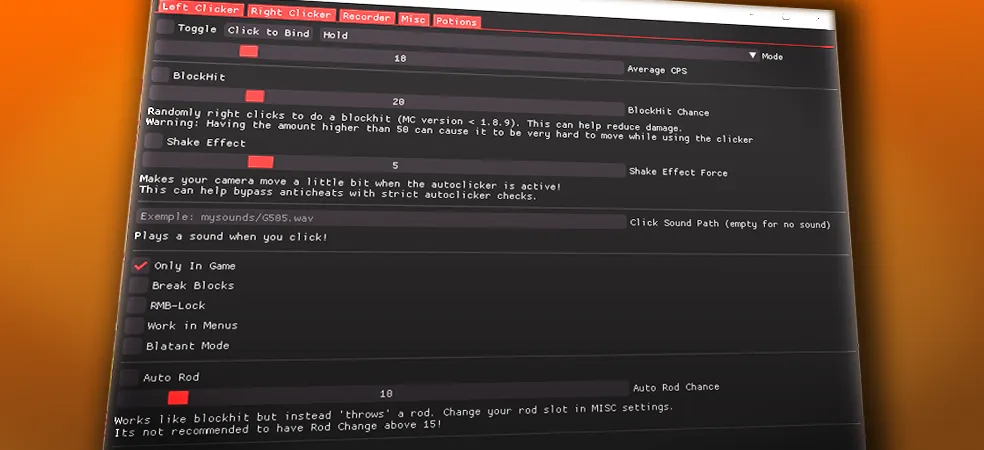 Left Clicker Right Clicker Recorder Misc Potions
Toggle Click to Bind Hold Mode
10 Average CPS
BlockHit
20 BlockHit Chance
Randomly right clicks to do a blockhit (MC version < 1.8.9). This can help reduce damage.
Warning: Having the amount higher than 50 can cause it to be very hard to move while using the clicker
Shake Effect
5 Shake Effect Force
Makes your camera move a little bit when the autoclicker is active!
This can help bypass anticheats with strict autoclicker checks.
Exemple: mysounds/G505.wav Click Sound Path (empty for no sound)
Plays a sound when you click!
Only In Game
Break Blocks
RMB-Lock
Work in Menus
Blatant Mode
Auto Rod
10 Auto Rod Chance
Works like blockhit but instead 'throws' a rod. Change your rod slot in MISC settings.
Its not recommended to have Rod Change above 15!